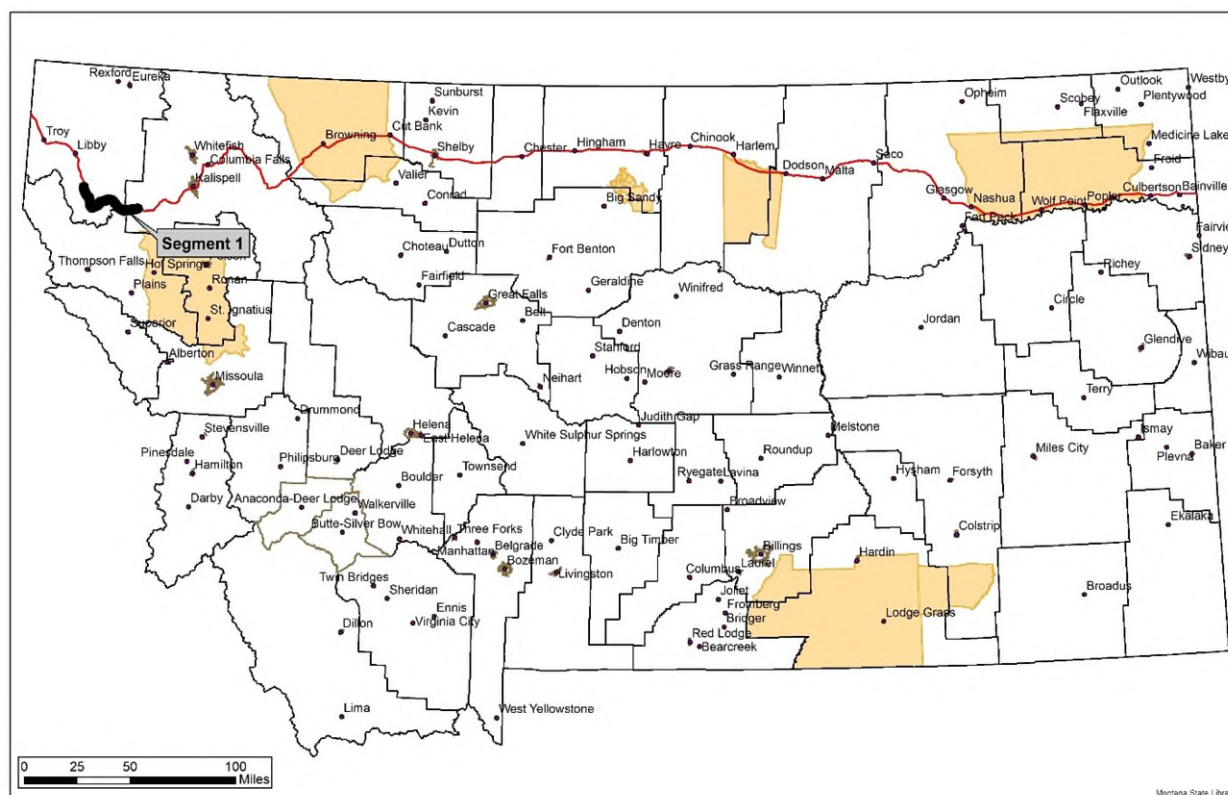 Rexford
Eureka
Troy
Libby
Whitefish
Columbia Falls
Kalispell
Segment 1
Browning
Cut Bank
Sunburst
Kevin
Shelby
Valier
Conrad
Chester
Hingham
Havre
Chinook
Harlem
Big Sandy
Dodson
Malta
Saco
Opheim
Scobey
Flaxville
Outlook
Plentywood
Westby
Medicine Lake
Froid
Glasgow
Nashua
Fort Peck
Wolf Point
Poplar
Culbertson
Bainville
Fairview
Sidney
Thompson Falls
Hot Springs
Plains
Ronan
St. Ignatius
Superior
Alberton
Missoula
Choteau
Dutton
Fairfield
Fort Benton
Great Falls
Belt
Cascade
Geraldine
Winifred
Denton
Stanford
Hobson
Moore
Grass Range
Winnet
Neihart
Judith Gap
Jordan
Richey
Circle
Glendive
Wibau
Terry
Drummond
Stevensville
Pinesdale
Hamilton
Darby
Philipsburg
Deer Lodge
Helena
East Helena
Boulder
Townsend
White Sulphur Springs
Harlowton
Ryegate
Lavina
Roundup
Melstone
Broadview
Hysham
Forsyth
Colstrip
Miles City
Ismay
Plevna
Baker
Ekalaka
Broadus
Anaconda-Deer Lodge
Walkerville
Butte-Silver Bow
Whitehall
Three Forks
Manhattan
Belgrade
Bozeman
Clyde Park
Livingston
Big Timber
Columbus
Laurel
Billings
Hardin
Lodge Grass
Joliet
Fromberg
Bridger
Red Lodge
Bearcreek
Twin Bridges
Sheridan
Ennis
Virginia City
Dillon
Lima
West Yellowstone
0 25 50 100
Miles
Montana State Libra